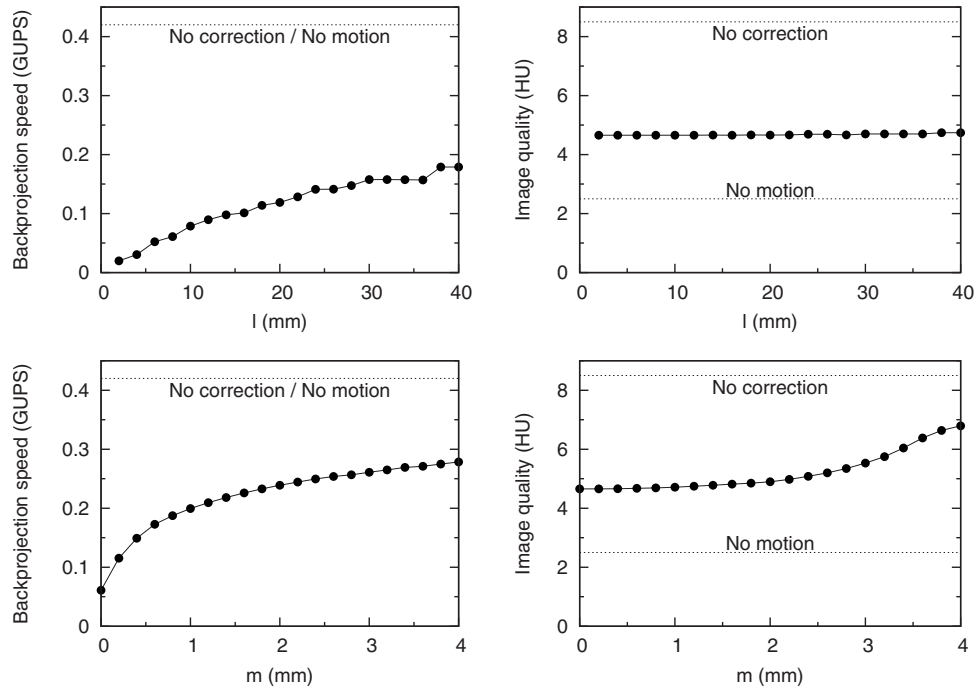 Backprojection speed (GUPS)
0.4
0.3
0.2
0.1
0
No correction / No motion
0 10 20 30 40
l (mm)
Image quality (HU)
8
6
4
2
0
No correction
No motion
0 10 20 30 40
l (mm)
Backprojection speed (GUPS)
0.4
0.3
0.2
0.1
0
No correction / No motion
0 1 2 3 4
m (mm)
Image quality (HU)
8
6
4
2
0
No correction
No motion
0 1 2 3 4
m (mm)